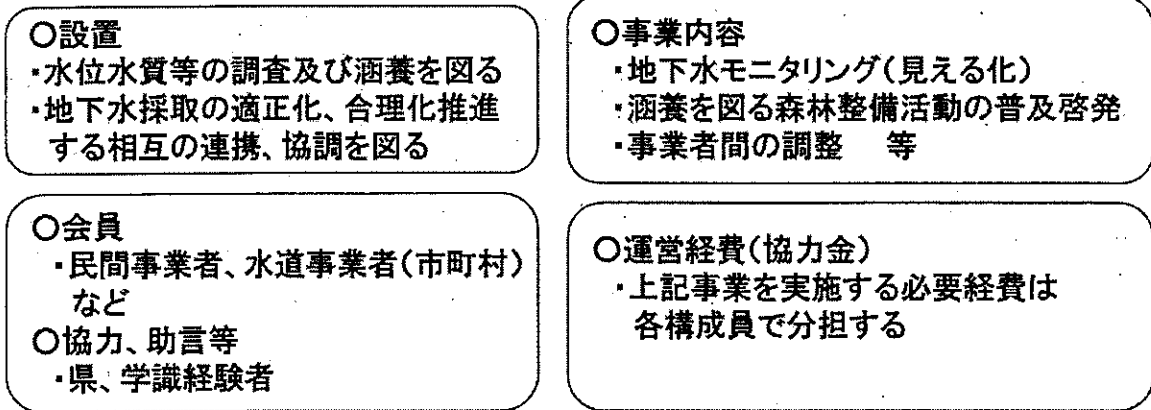 〇設置
・水位水質等の調査及び涵養を図る
・地下水採取の適正化、合理化推進
する相互の連携、協調を図る
〇事業内容
・地下水モニタリング(見える化)
・涵養を図る森林整備活動の普及啓発
・事業者間の調整　等
〇会員
・民間事業者、水道事業者(市町村)
など
〇協力、助言等
・県、学識経験者
〇運営経費(協力金)
・上記事業を実施する必要経費は
各構成員で分担する